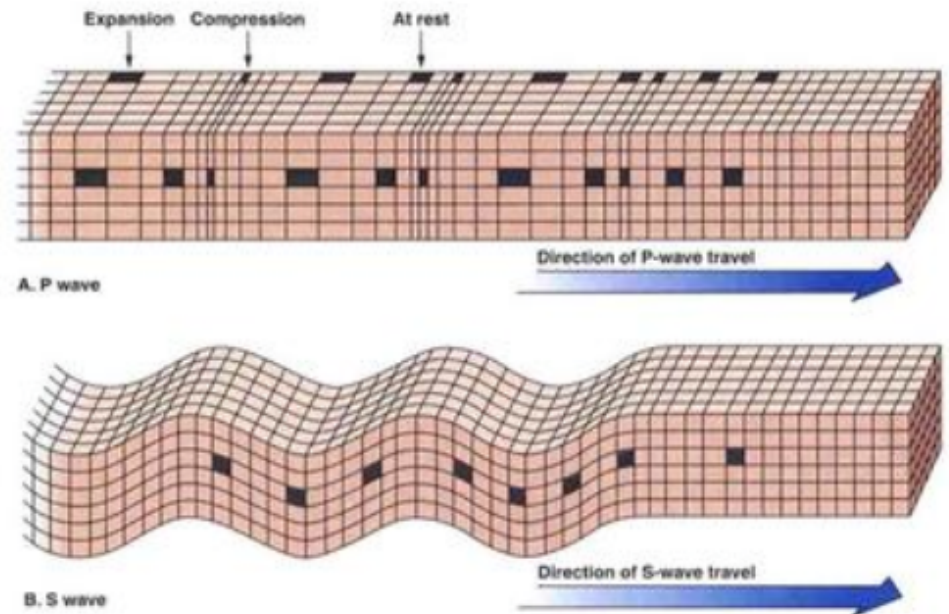 Expansion Compression At rest
Direction of P-wave travel
A. P wave
Direction of S-wave travel
B. S wave